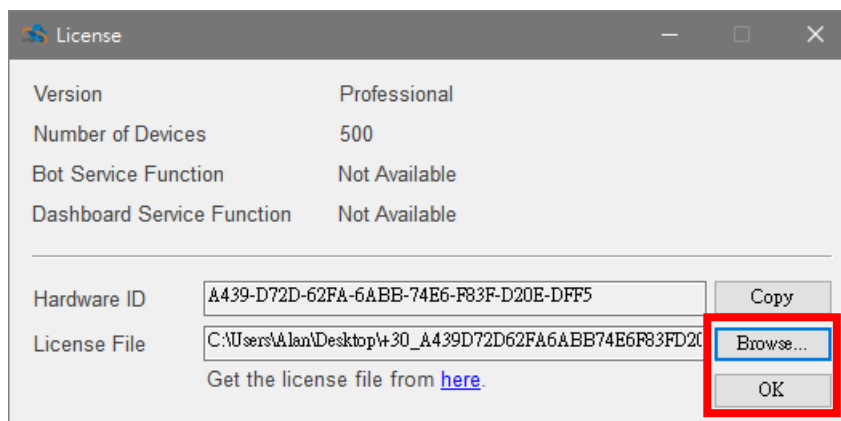 License
Version Professional
Number of Devices 500
Bot Service Function Not Available
Dashboard Service Function Not Available
Hardware ID A439-D72D-62FA-6ABB-74E6-F83F-D20E-DFF5 Copy
License File C:\Users\Alan\Desktop\+30_A439D72D62FA6ABB74E6F83FD20 Browse...
Get the license file from here. OK